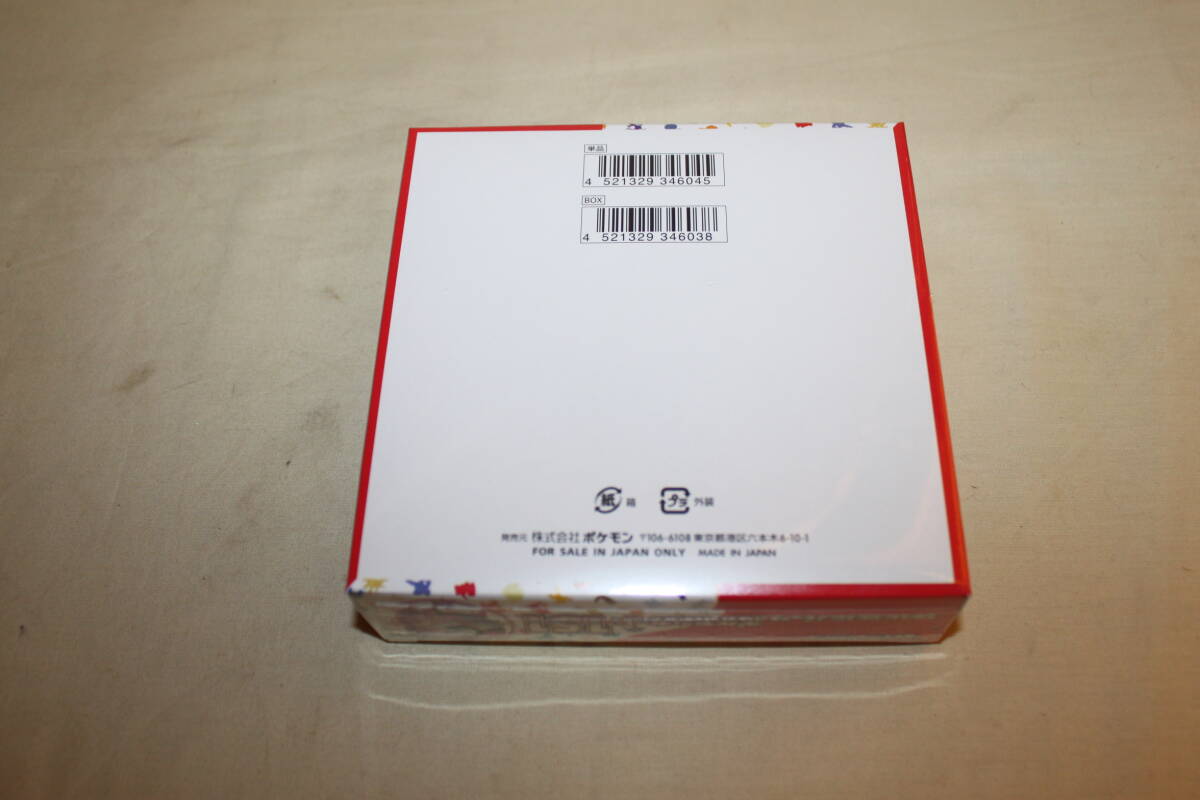 単品
4 521329 346045
BOX
4 521329 346038
紙 箱 プラ 外装
発売元 株式会社ポケモン 〒106-6108 東京都港区六本木6-10-1
FOR SALE IN JAPAN ONLY MADE IN JAPAN